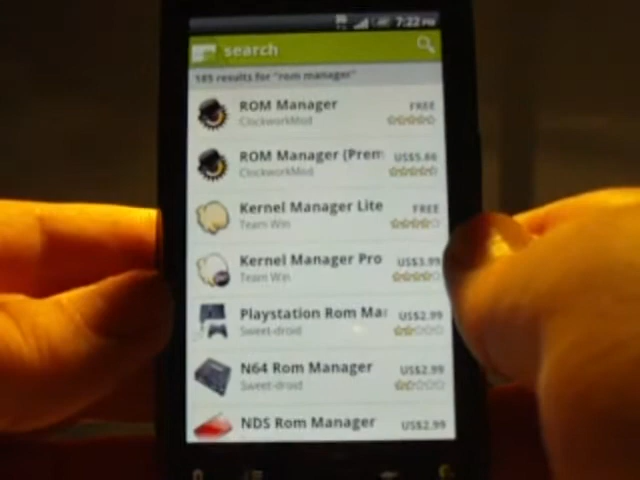 7:22 PM
search
185 results for "rom manager"
ROM Manager FREE
ClockworkMod
ROM Manager (Prem US$5.86
ClockworkMod
Kernel Manager Lite FREE
Team Win
Kernel Manager Pro US$3.99
Team Win
Playstation Rom Ma US$2.99
Sweet-droid
N64 Rom Manager US$2.99
Sweet-droid
NDS Rom Manager US$2.99